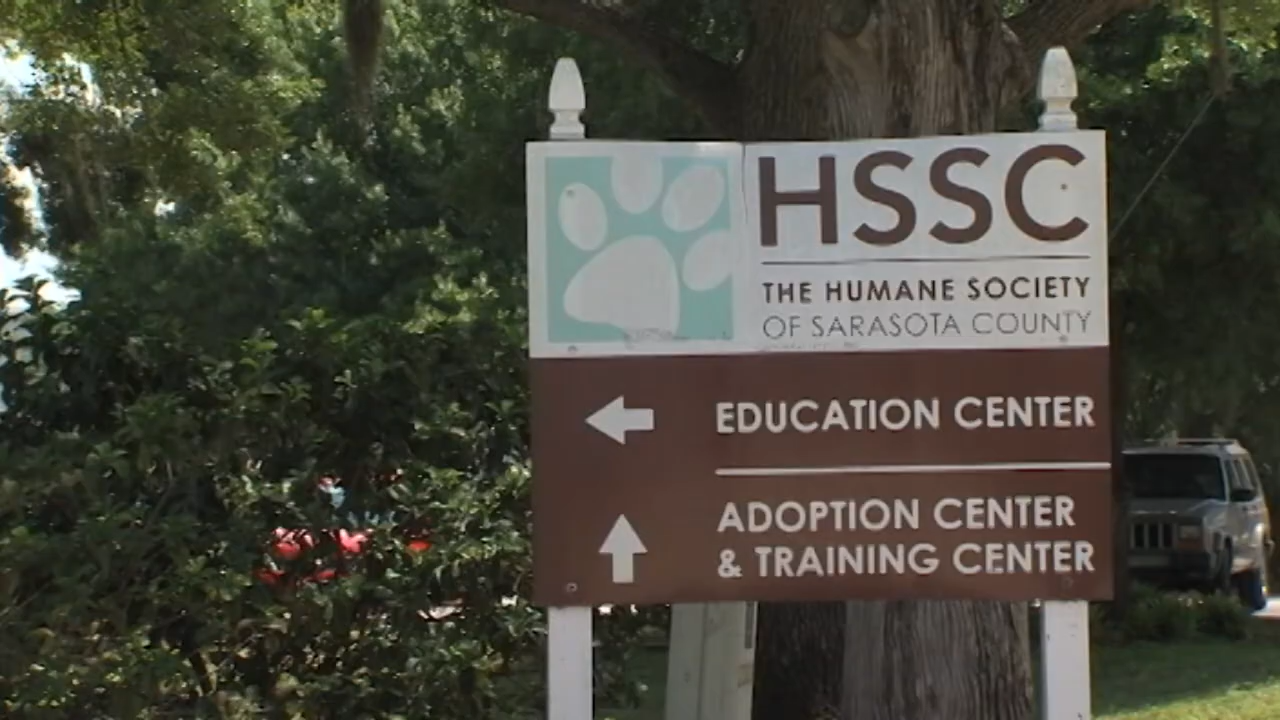 HSSC
THE HUMANE SOCIETY
OF SARASOTA COUNTY
EDUCATION CENTER
ADOPTION CENTER
& TRAINING CENTER